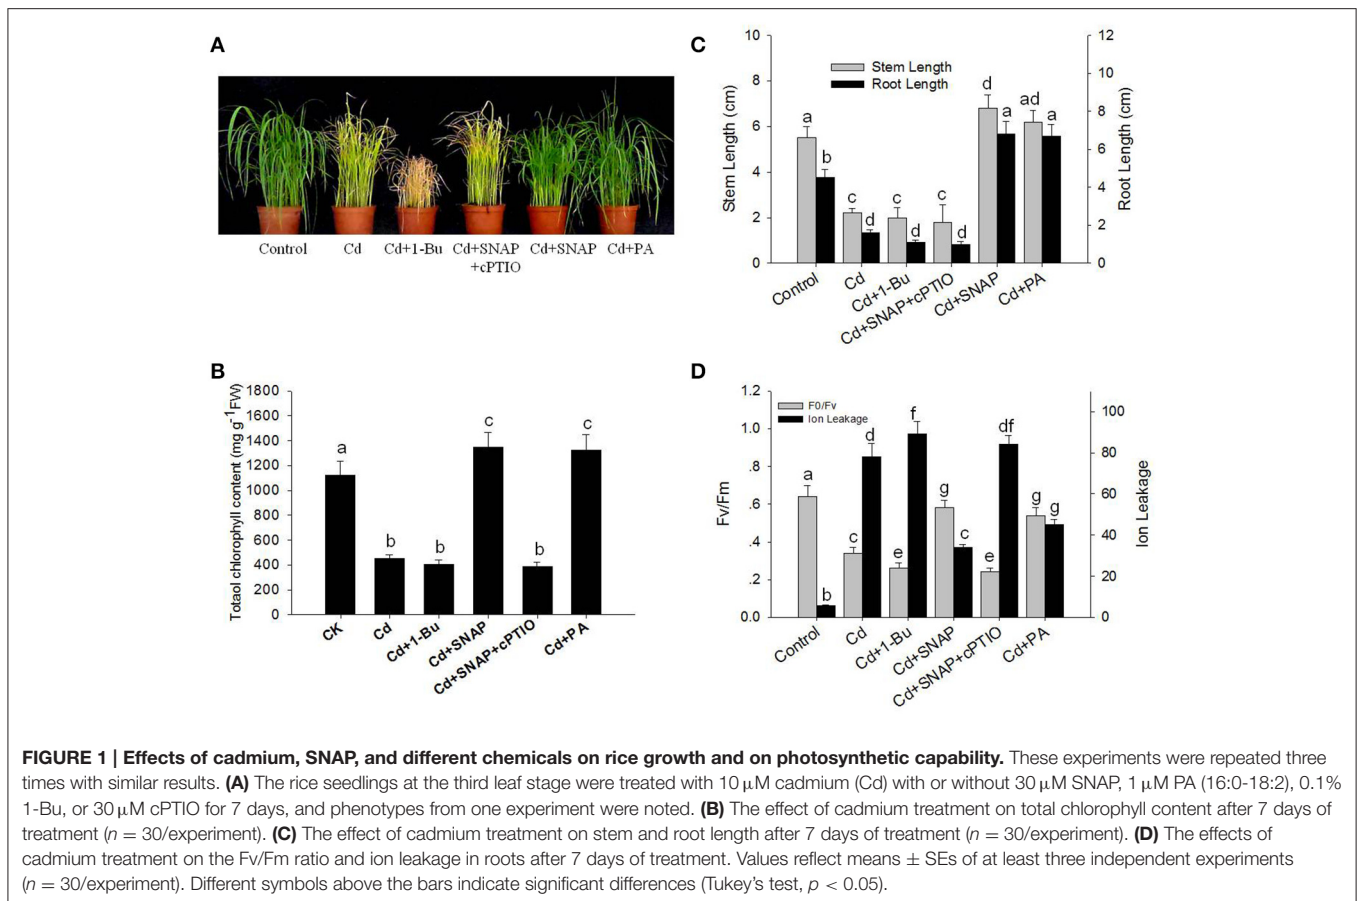 A
Control
Cd
Cd+1-Bu
Cd+SNAP
+cPTIO
Cd+SNAP
Cd+PA
C
10
8
6
4
2
0
Stem Length (cm)
Stem Length
Root Length
a
b
c
d
c
d
c
d
d
a
ad
a
12
10
8
6
4
2
0
Root Length (cm)
Control
Cd
Cd+1-Bu
Cd+SNAP+cPTIO
Cd+SNAP
Cd+PA
B
1800
1600
1400
1200
1000
800
600
400
200
0
Totaol chlorophyll content (mg g-1FW)
a
b
b
c
b
c
CK
Cd
Cd+1-Bu
Cd+SNAP
Cd+SNAP+cPTIO
Cd+PA
D
1.2
1.0
.8
.6
.4
.2
0.0
Fv/Fm
F0/Fv
Ion Leakage
a
b
c
d
e
f
g
c
e
df
g
g
100
80
60
40
20
0
Ion Leakage
Control
Cd
Cd+1-Bu
Cd+SNAP
Cd+SNAP+cPTIO
Cd+PA
FIGURE 1 | Effects of cadmium, SNAP, and different chemicals on rice growth and on photosynthetic capability. These experiments were repeated three
times with similar results. (A) The rice seedlings at the third leaf stage were treated with 10 μM cadmium (Cd) with or without 30 μM SNAP, 1 μM PA (16:0-18:2), 0.1%
1-Bu, or 30 μM cPTIO for 7 days, and phenotypes from one experiment were noted. (B) The effect of cadmium treatment on total chlorophyll content after 7 days of
treatment (n = 30/experiment). (C) The effect of cadmium treatment on stem and root length after 7 days of treatment (n = 30/experiment). (D) The effects of
cadmium treatment on the Fv/Fm ratio and ion leakage in roots after 7 days of treatment. Values reflect means ± SEs of at least three independent experiments
(n = 30/experiment). Different symbols above the bars indicate significant differences (Tukey's test, p < 0.05).